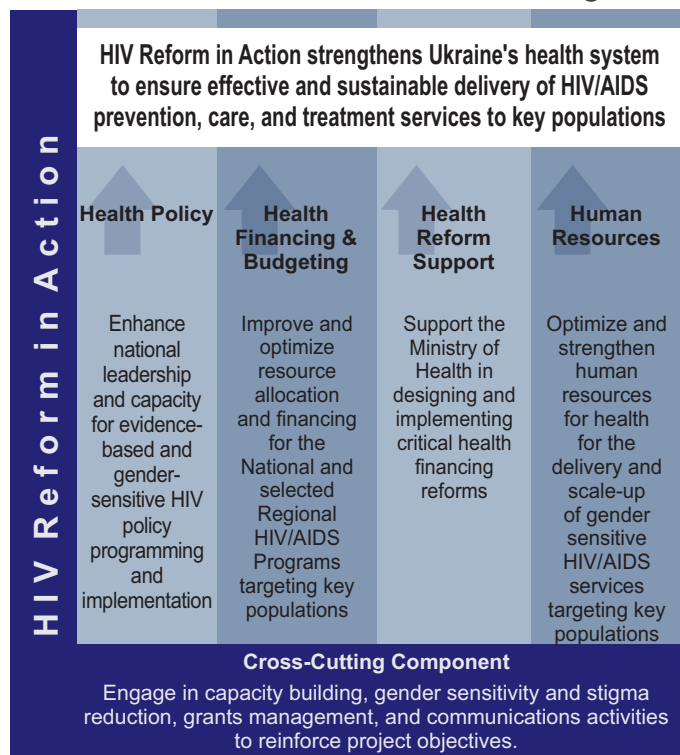 HIV Reform in Action
HIV Reform in Action strengthens Ukraine's health system
to ensure effective and sustainable delivery of HIV/AIDS
prevention, care, and treatment services to key populations
Health Policy
Enhance
national
leadership
and capacity
for evidence-
based and
gender-
sensitive HIV
policy
programming
and
implementation
Health
Financing &
Budgeting
Improve and
optimize
resource
allocation
and financing
for the
National and
selected
Regional
HIV/AIDS
Programs
targeting key
populations
Health
Reform
Support
Support the
Ministry of
Health in
designing and
implementing
critical health
financing
reforms
Human
Resources
Optimize and
strengthen
human
resources
for health
for the
delivery and
scale-up
of gender
sensitive
HIV/AIDS
services
targeting key
populations
Cross-Cutting Component
Engage in capacity building, gender sensitivity and stigma
reduction, grants management, and communications activities
to reinforce project objectives.